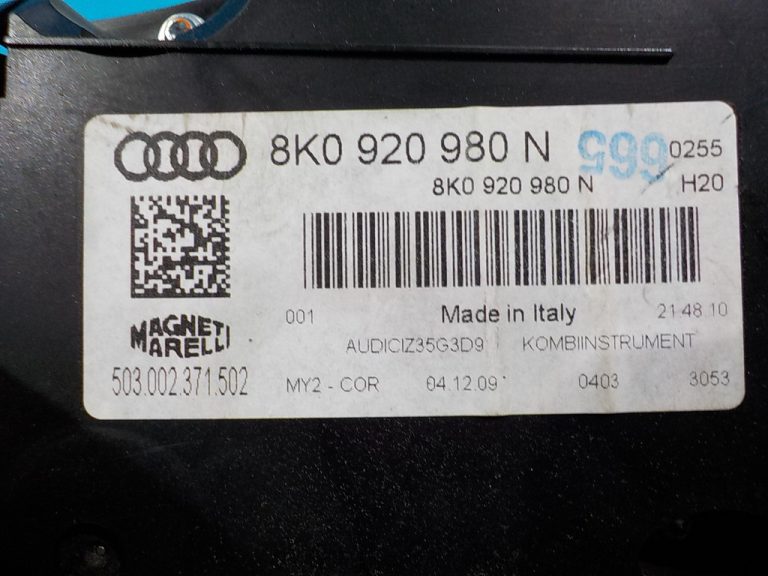 8K0 920 980 N 665 0255
8K0 920 980 N H20
001 Made in Italy 21:48:10
MAGNETI MARELLI
AUDICIZ35G3D9 KOMBIINSTRUMENT
503.002.371.502 MY2 - COR 04.12.09 0403 3053